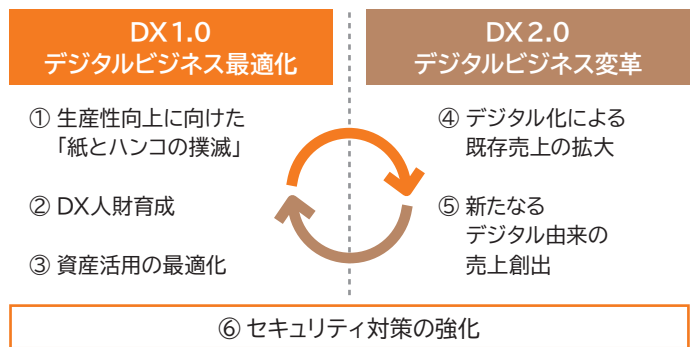 DX1.0
デジタルビジネス最適化
① 生産性向上に向けた
「紙とハンコの撲滅」
② DX人財育成
③ 資産活用の最適化
DX2.0
デジタルビジネス変革
④ デジタル化による
既存売上の拡大
⑤ 新たなる
デジタル由来の
売上創出
⑥ セキュリティ対策の強化